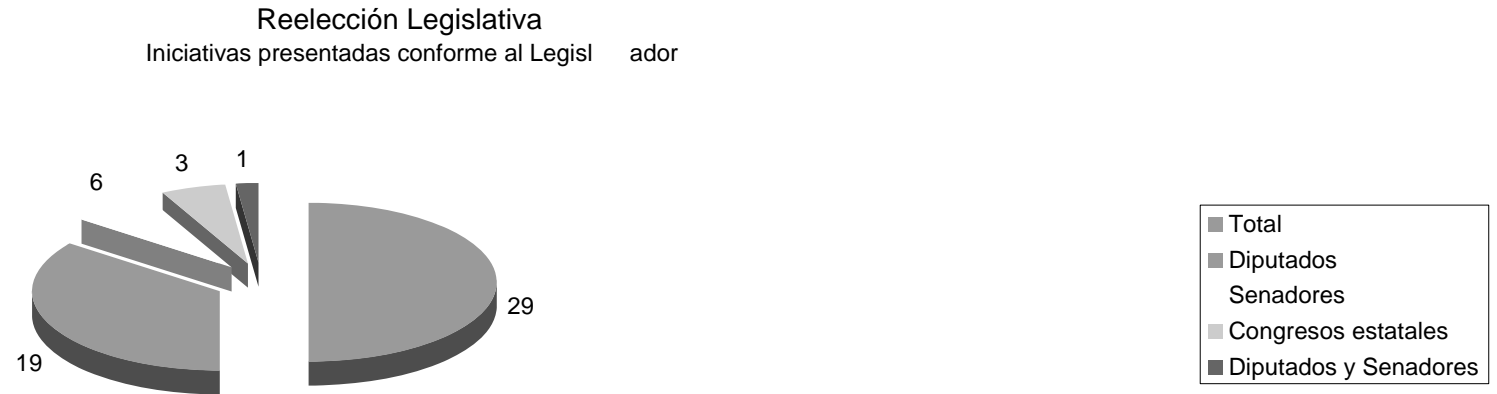 Reelección Legislativa
Iniciativas presentadas conforme al Legisl ador
1
3
6
29
19
Total
Diputados
Senadores
Congresos estatales
Diputados y Senadores